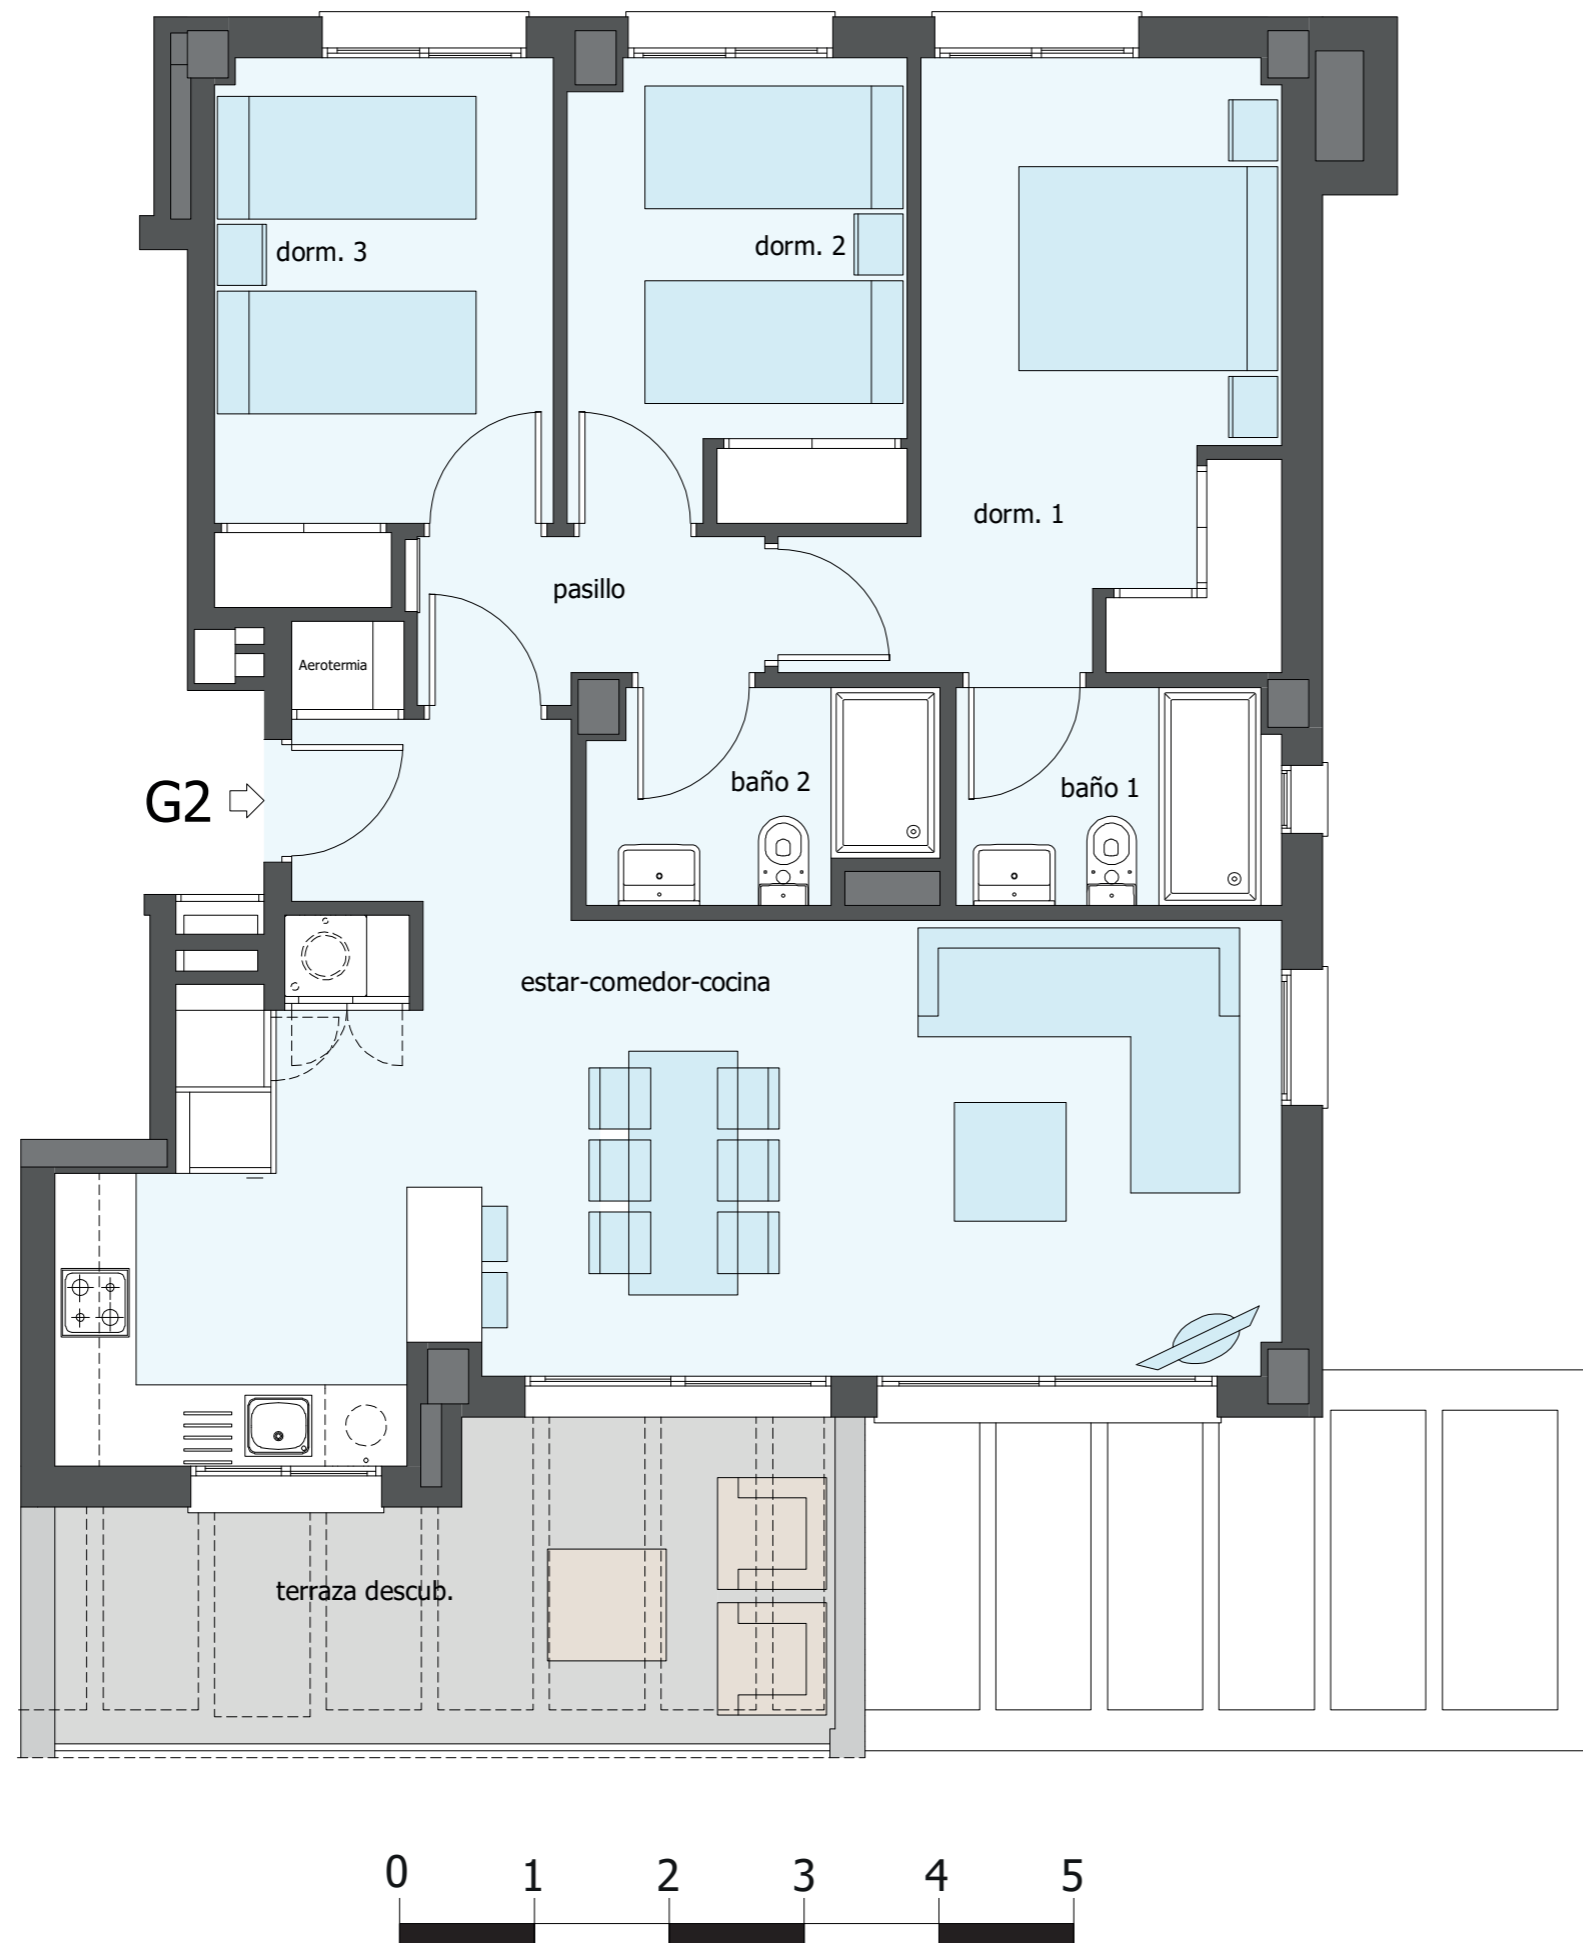 dorm. 3
dorm. 2
dorm. 1
pasillo
Aerotermia
G2
baño 2
baño 1
estar-comedor-cocina
terraza descub.
0 1 2 3 4 5